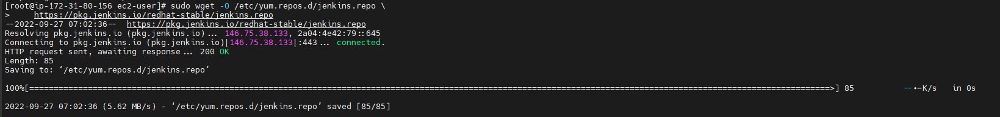 [root@ip-172-31-80-156 ec2-user]# sudo wget -O /etc/yum.repos.d/jenkins.repo \
>     https://pkg.jenkins.io/redhat-stable/jenkins.repo
--2022-09-27 07:02:36--  https://pkg.jenkins.io/redhat-stable/jenkins.repo
Resolving pkg.jenkins.io (pkg.jenkins.io)... 146.75.38.133, 2a04:4e42:79::645
Connecting to pkg.jenkins.io (pkg.jenkins.io)|146.75.38.133|:443... connected.
HTTP request sent, awaiting response... 200 OK
Length: 85
Saving to: ‘/etc/yum.repos.d/jenkins.repo’
100%[====================================================================================================================================================================>] 85          --.-K/s   in 0s
2022-09-27 07:02:36 (5.62 MB/s) - ‘/etc/yum.repos.d/jenkins.repo’ saved [85/85]